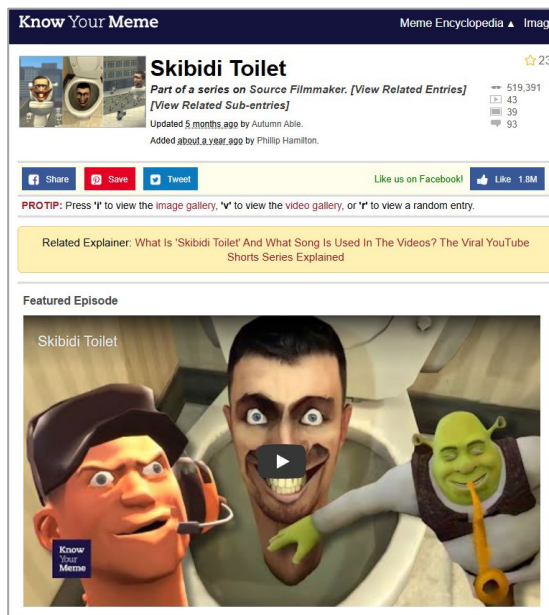 Know Your Meme
Meme Encyclopedia ▲ Imag
Skibidi Toilet
23
Part of a series on Source Filmmaker. [View Related Entries]
[View Related Sub-entries]
519,391
43
39
93
Updated 5 months ago by Autumn Able.
Added about a year ago by Phillip Hamilton.
Share
Save
Tweet
Like us on Facebook!
Like 1.8M
PROTIP: Press 'i' to view the image gallery, 'v' to view the video gallery, or 'r' to view a random entry.
Related Explainer: What Is 'Skibidi Toilet' And What Song Is Used In The Videos? The Viral YouTube
Shorts Series Explained
Featured Episode
Skibidi Toilet
Know
Your
Meme